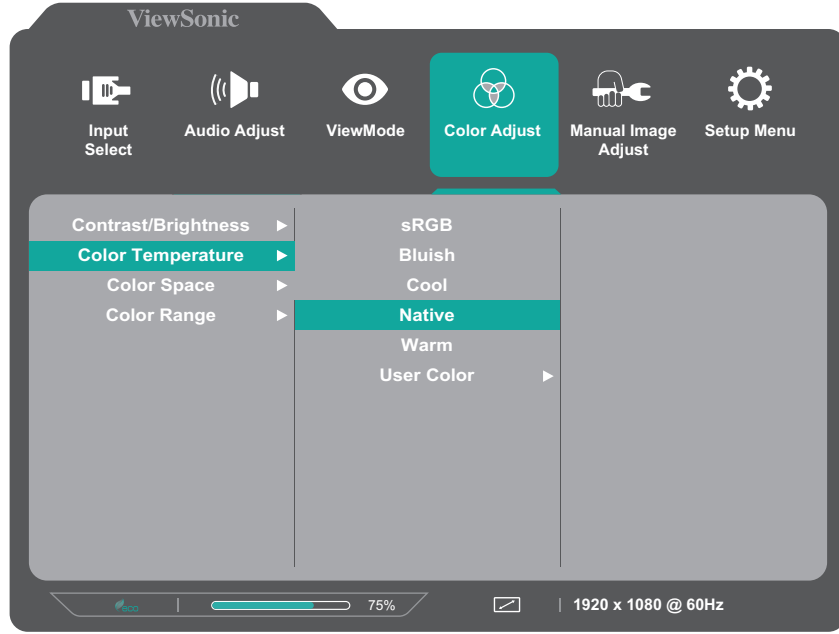 ViewSonic
Input
Select
Audio Adjust
ViewMode
Color Adjust
Manual Image
Adjust
Setup Menu
Contrast/Brightness
Color Temperature
Color Space
Color Range
sRGB
Bluish
Cool
Native
Warm
User Color
eco
75%
1920 x 1080 @ 60Hz